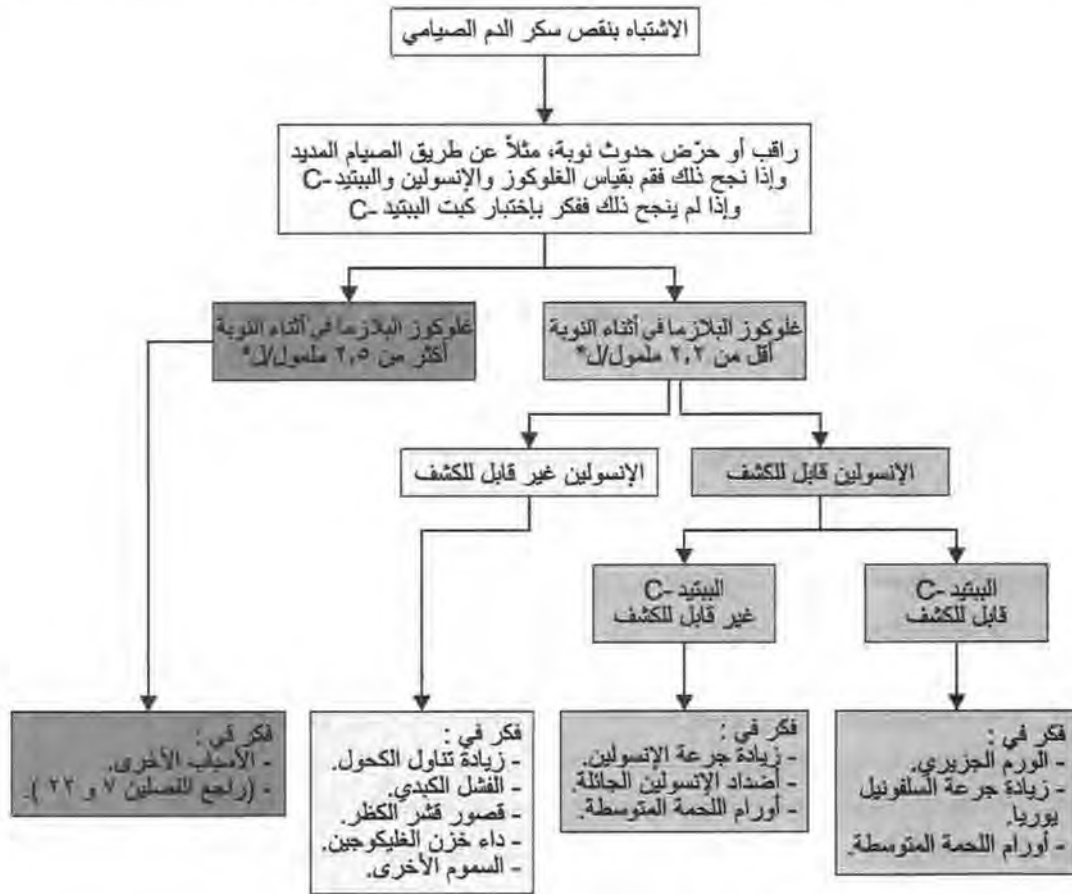 الاشتباه بنقص سكر الدم الصيامي
راقب أو حرّض حدوث نوبة، مثلاً عن طريق الصيام المديد
وإذا نجح ذلك فقم بقياس الغلوكوز والإنسولين والببتيد -C
وإذا لم ينجح ذلك ففكر بإختبار كبت الببتيد -C
غلوكوز البلازما في أثناء النوبة
أقل من ٢,٢ ملمول/ل*
غلوكوز البلازما في أثناء النوبة
أكثر من ٢,٥ ملمول/ل*
الإنسولين قابل للكشف
الإنسولين غير قابل للكشف
الببتيد -C
قابل للكشف
الببتيد -C
غير قابل للكشف
فكر في :
- الورم الجزيري.
- زيادة جرعة السلفونيل
يوريا.
- أورام اللحمة المتوسطة.
فكر في :
- زيادة جرعة الإنسولين.
- أضداد الإنسولين الجائلة.
- أورام اللحمة المتوسطة.
فكر في :
- زيادة تناول الكحول.
- الفشل الكبدي.
- قصور قشر الكظر.
- داء خزن الغليكوجين.
- السموم الأخرى.
فكر في :
- الأسباب الأخرى.
- (راجع الفصلين ٧ و ٢٢ ).